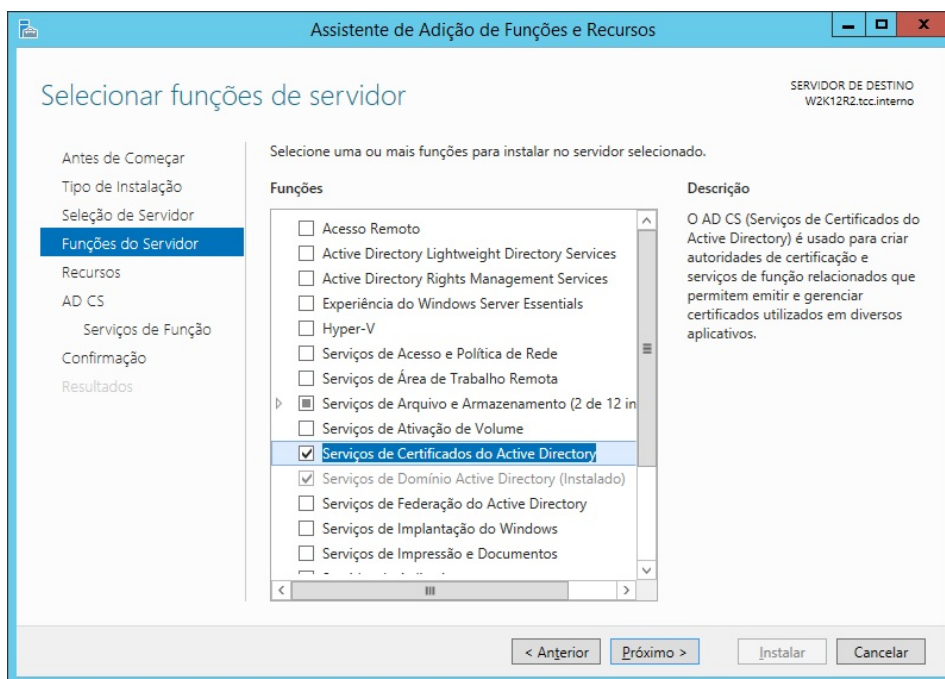 Assistente de Adição de Funções e Recursos
Selecionar funções de servidor
SERVIDOR DE DESTINO
W2K12R2.tcc.interno
Antes de Começar
Tipo de Instalação
Seleção de Servidor
Funções do Servidor
Recursos
AD CS
Serviços de Função
Confirmação
Resultados
Selecione uma ou mais funções para instalar no servidor selecionado.
Funções
Acesso Remoto
Active Directory Lightweight Directory Services
Active Directory Rights Management Services
Experiência do Windows Server Essentials
Hyper-V
Serviços de Acesso e Política de Rede
Serviços de Área de Trabalho Remota
Serviços de Arquivo e Armazenamento (2 de 12 in
Serviços de Ativação de Volume
Serviços de Certificados do Active Directory
Serviços de Domínio Active Directory (Instalado)
Serviços de Federação do Active Directory
Serviços de Implantação do Windows
Serviços de Impressão e Documentos
Descrição
O AD CS (Serviços de Certificados do
Active Directory) é usado para criar
autoridades de certificação e
serviços de função relacionados que
permitem emitir e gerenciar
certificados utilizados em diversos
aplicativos.
< Anterior
Próximo >
Instalar
Cancelar